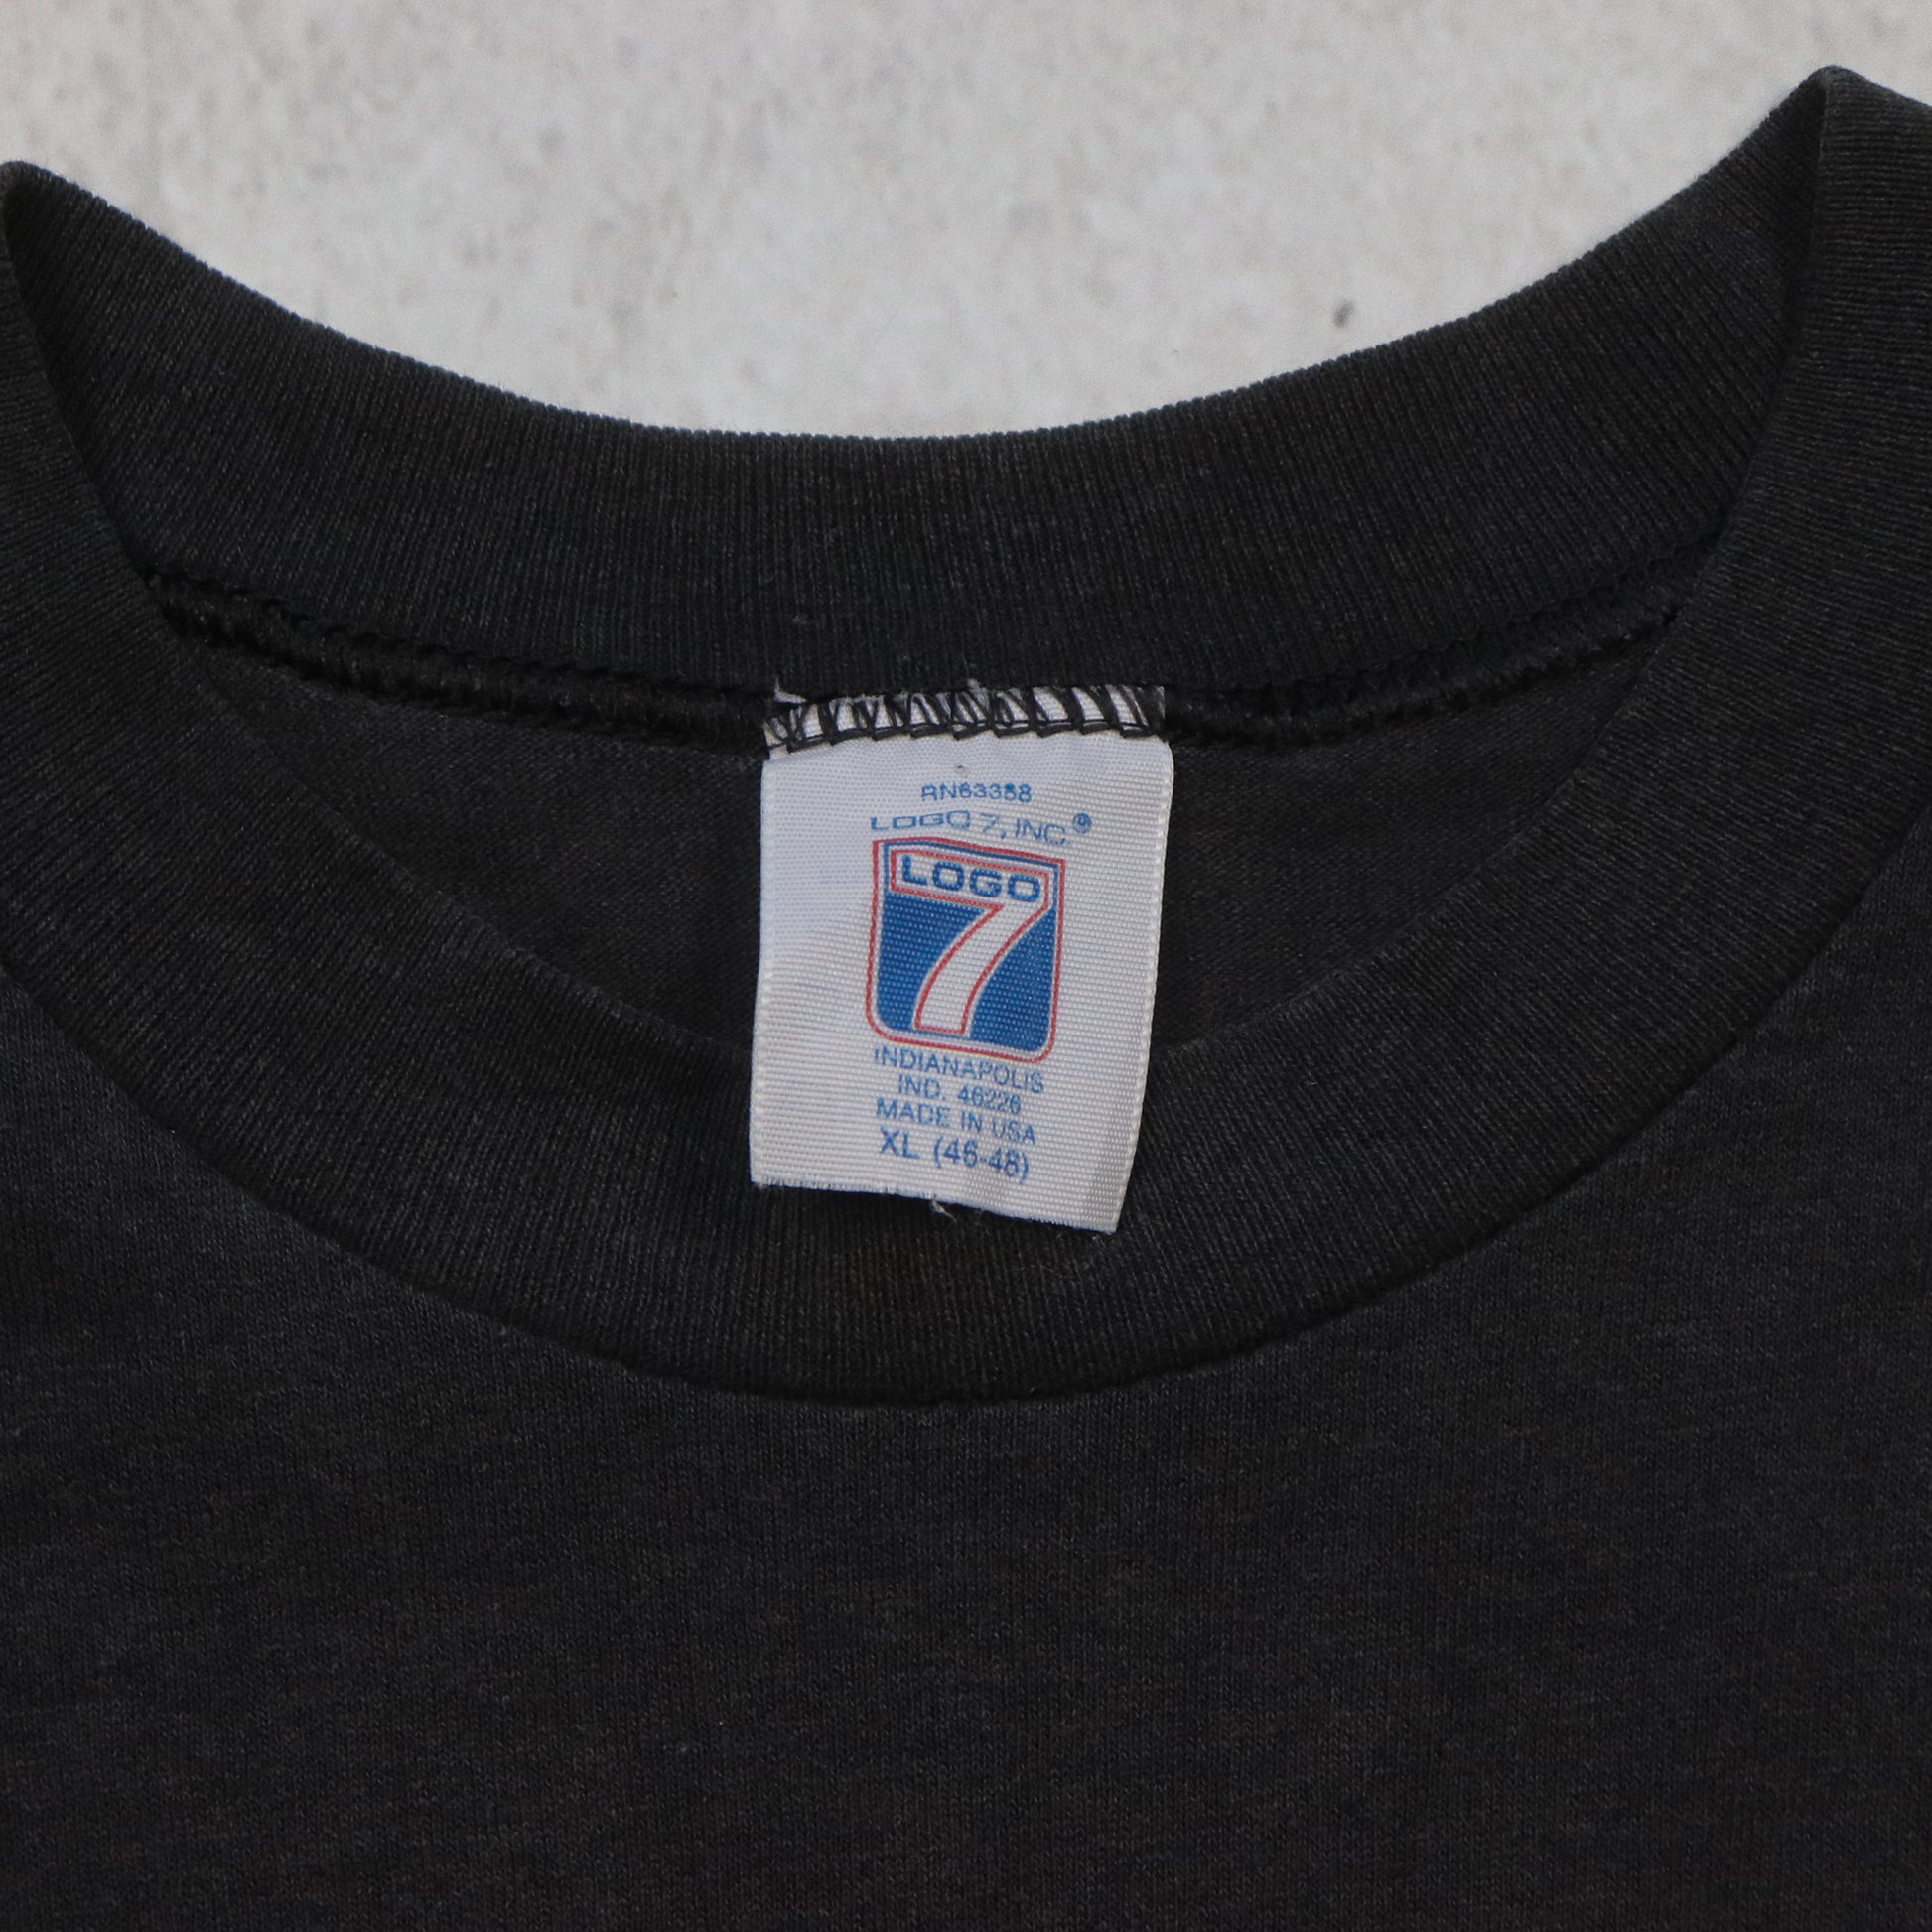 RN63358
LOGO 7, INC.®
LOGO
7
INDIANAPOLIS
IND. 46226
MADE IN USA
XL (46-48)